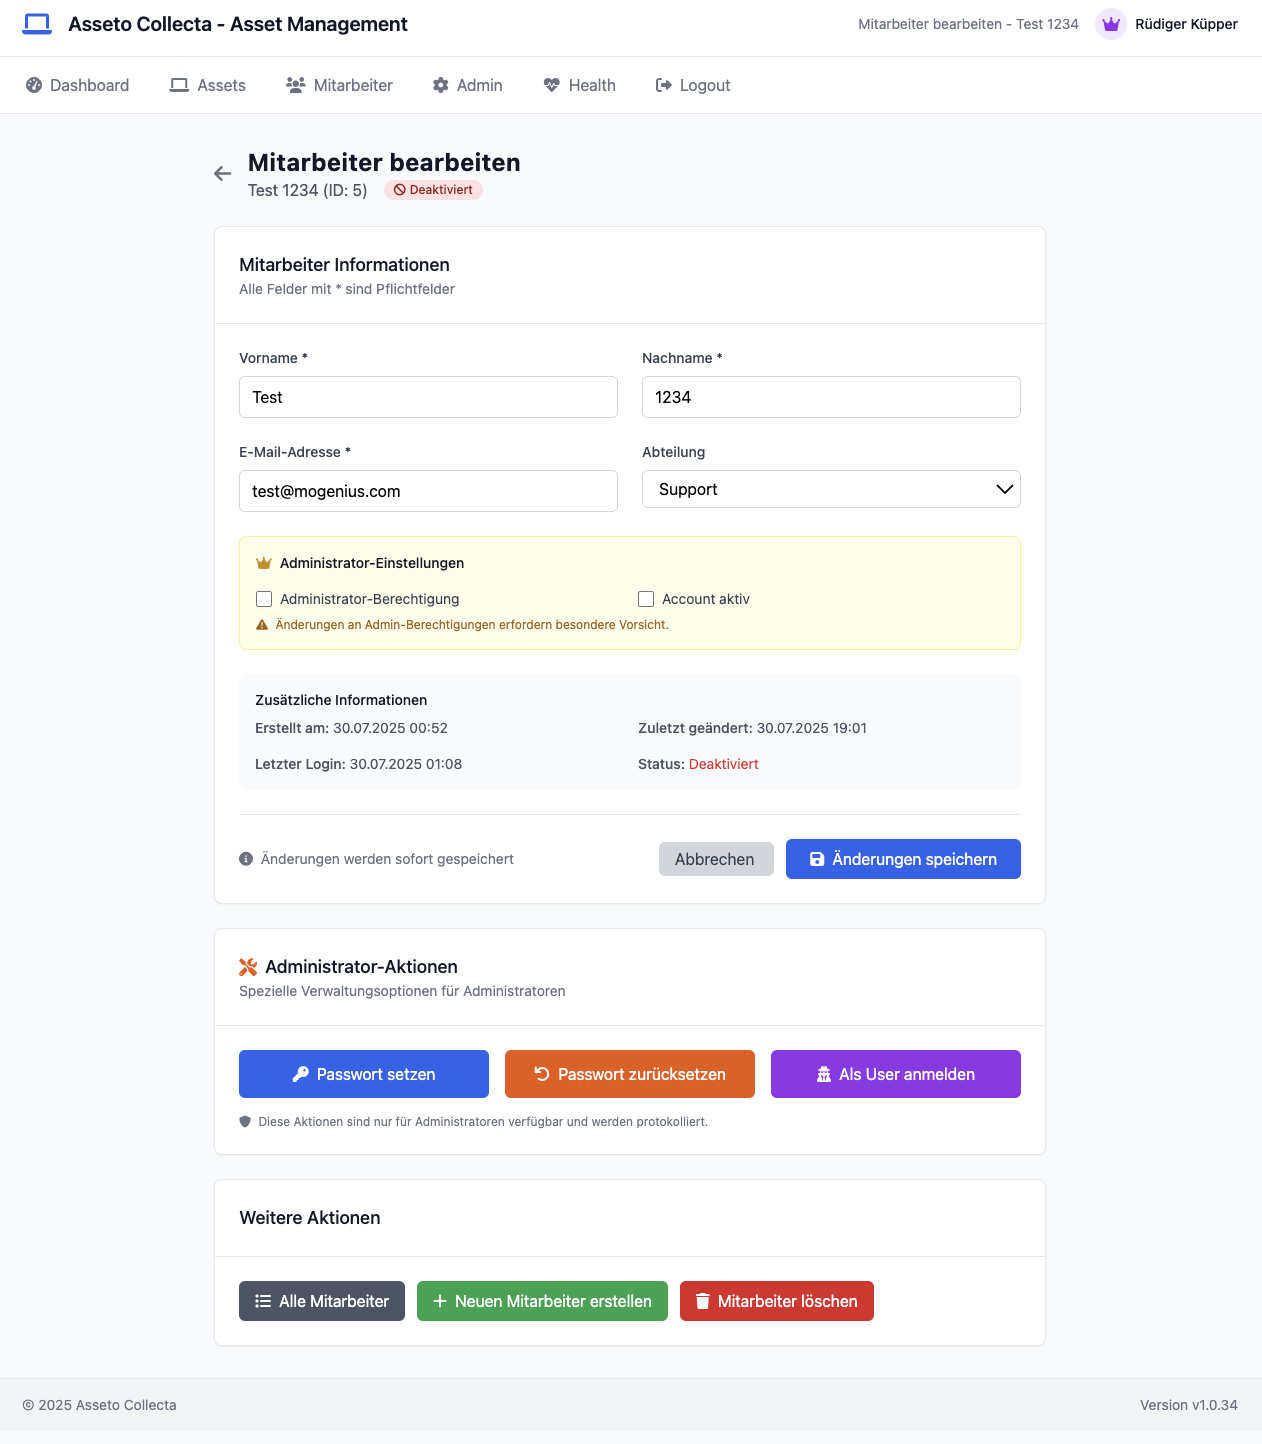 Asseto Collecta - Asset Management
Mitarbeiter bearbeiten - Test 1234
Rüdiger Küpper
Dashboard
Assets
Mitarbeiter
Admin
Health
Logout
Mitarbeiter bearbeiten
Test 1234 (ID: 5)
Deaktiviert
Mitarbeiter Informationen
Alle Felder mit * sind Pflichtfelder
Vorname *
Nachname *
Test
1234
E-Mail-Adresse *
Abteilung
test@mogenius.com
Support
Administrator-Einstellungen
Administrator-Berechtigung
Account aktiv
Änderungen an Admin-Berechtigungen erfordern besondere Vorsicht.
Zusätzliche Informationen
Erstellt am: 30.07.2025 00:52
Zuletzt geändert: 30.07.2025 19:01
Letzter Login: 30.07.2025 01:08
Status: Deaktiviert
Änderungen werden sofort gespeichert
Abbrechen
Änderungen speichern
Administrator-Aktionen
Spezielle Verwaltungsoptionen für Administratoren
Passwort setzen
Passwort zurücksetzen
Als User anmelden
Diese Aktionen sind nur für Administratoren verfügbar und werden protokolliert.
Weitere Aktionen
Alle Mitarbeiter
Neuen Mitarbeiter erstellen
Mitarbeiter löschen
© 2025 Asseto Collecta
Version v1.0.34